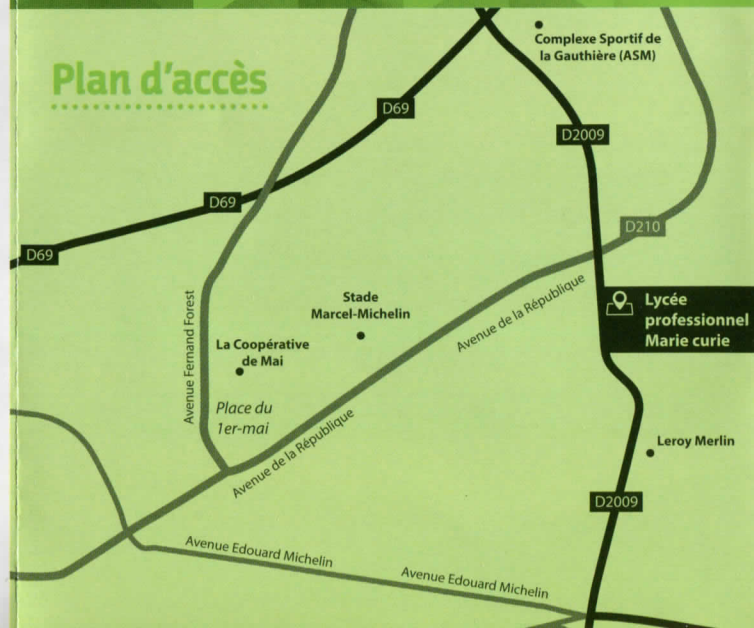 Complexe Sportif de
la Gauthière (ASM)
Plan d'accès
D69
D2009
D69
D210
D69
Avenue Fernand Forest
Stade
Marcel-Michelin
Avenue de la République
Lycée
professionnel
Marie curie
La Coopérative
de Mai
Place du
1er-mai
Avenue de la République
Leroy Merlin
D2009
Avenue Edouard Michelin
Avenue Edouard Michelin